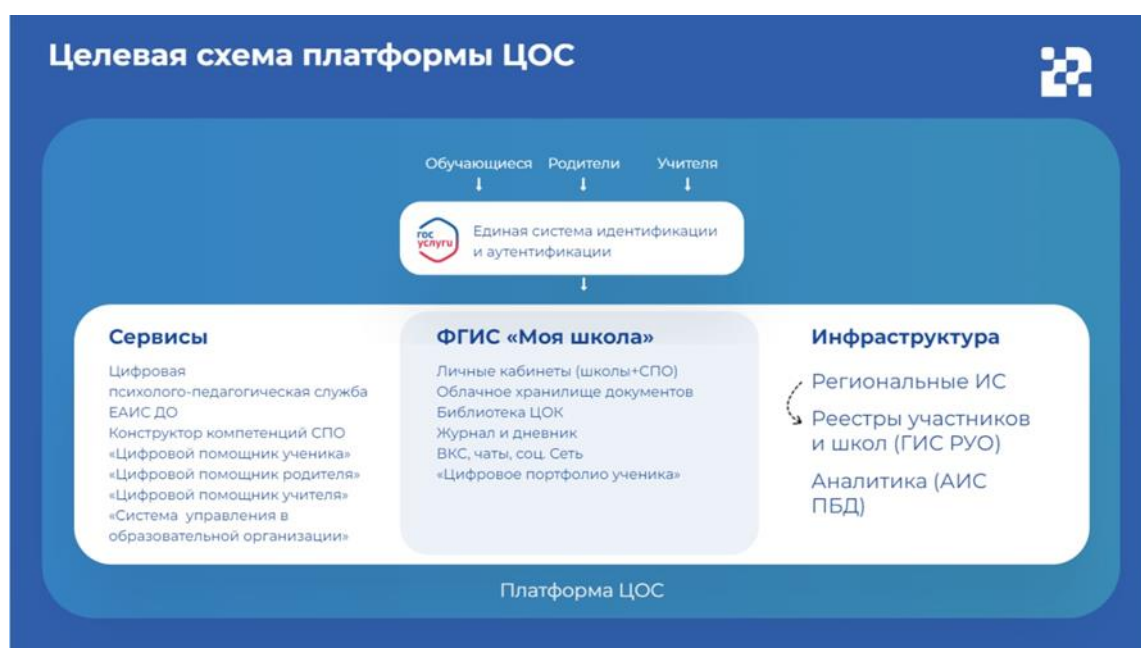 Целевая схема платформы ЦОС
Обучающиеся Родители Учителя
гос
услуги
Единая система идентификации
и аутентификации
Сервисы
Цифровая
психолого-педагогическая служба
ЕАИС ДО
Конструктор компетенций СПО
«Цифровой помощник ученика»
«Цифровой помощник родителя»
«Цифровой помощник учителя»
«Система управления в
образовательной организации»
ФГИС «Моя школа»
Личные кабинеты (школы+СПО)
Облачное хранилище документов
Библиотека ЦОК
Журнал и дневник
ВКС, чаты, соц. Сеть
«Цифровое портфолио ученика»
Инфраструктура
Региональные ИС
Реестры участников
и школ (ГИС РУО)
Аналитика (АИС
ПБД)
Платформа ЦОС